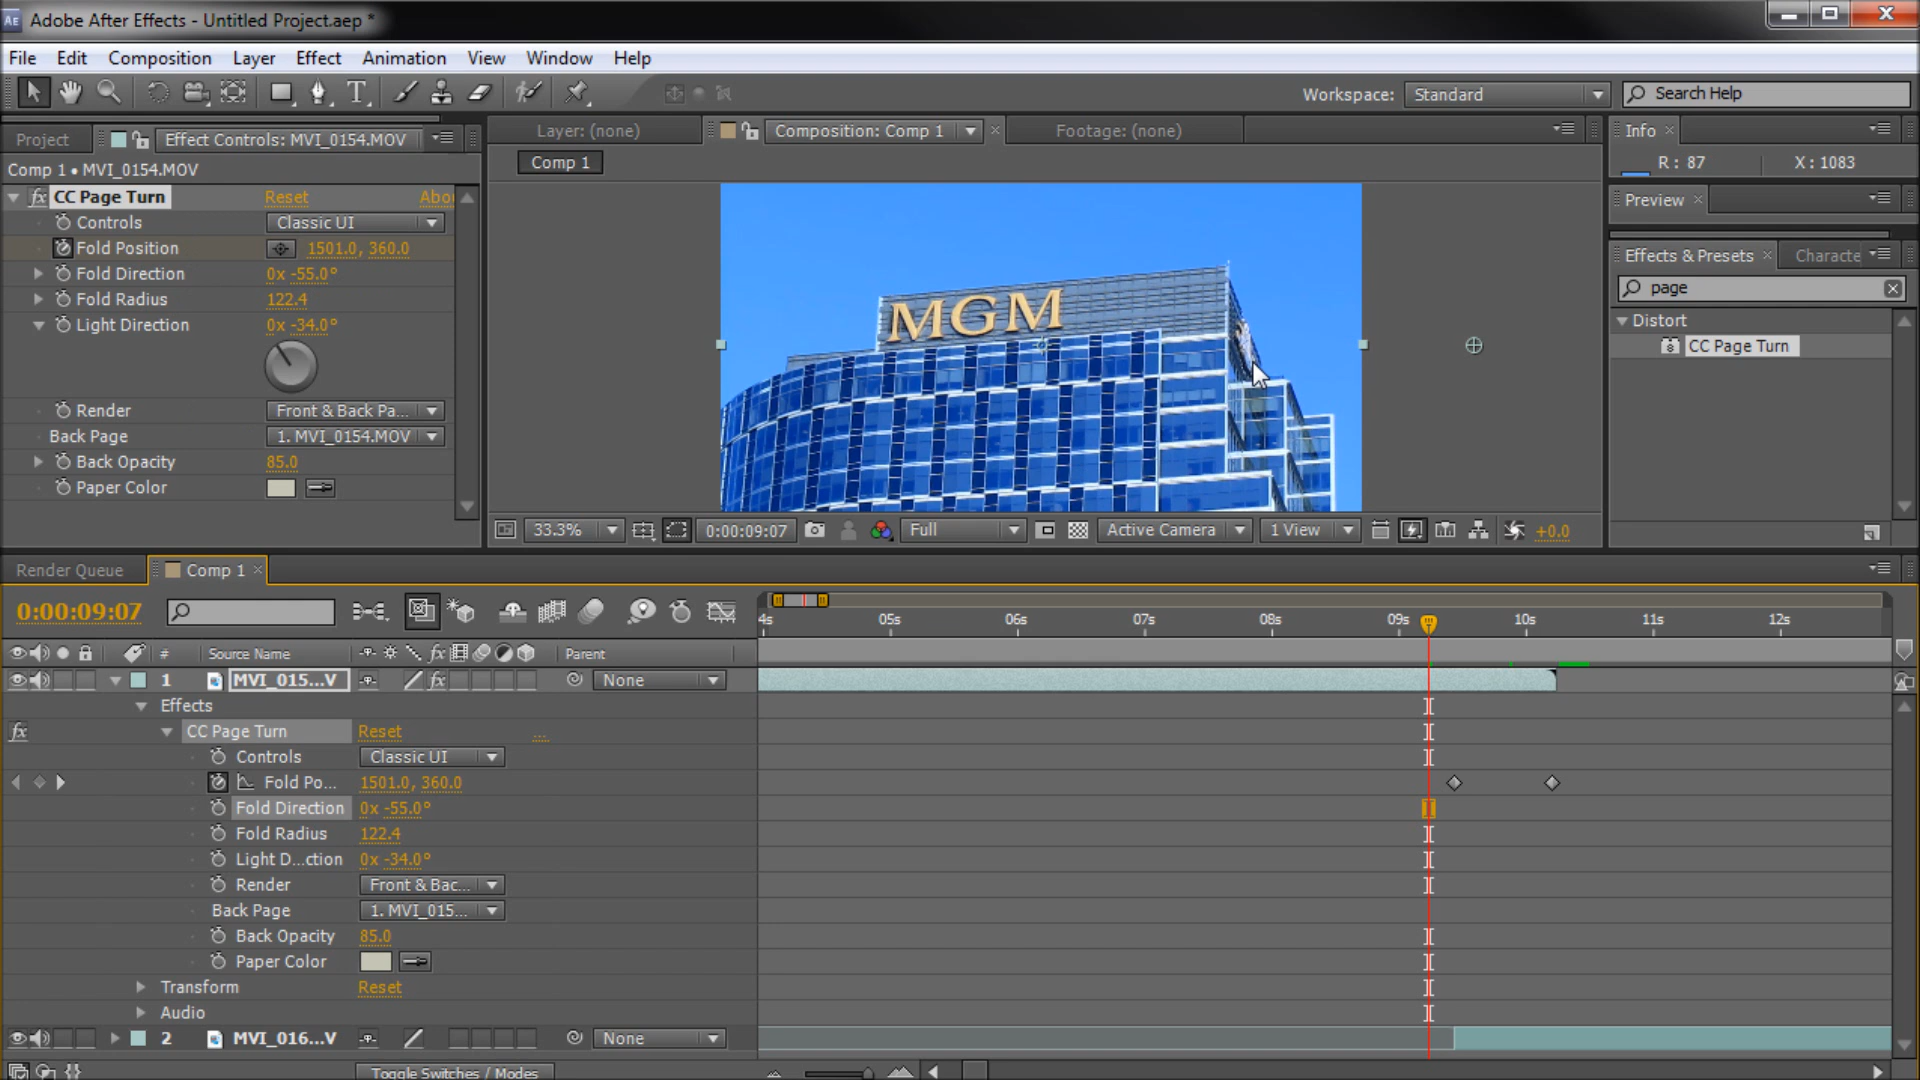 Adobe After Effects - Untitled Project.aep *
File Edit Composition Layer Effect Animation View Window Help
Workspace: Standard Search Help
Project Effect Controls: MVI_0154.MOV
Layer: (none) Composition: Comp 1 Footage: (none)
Info
Comp 1 • MVI_0154.MOV
Comp 1
R: 87 X: 1083
CC Page Turn Reset Abo
Preview
Controls Classic UI
Fold Position 1501.0, 360.0
Effects & Presets Characte
Fold Direction 0x -55.0°
page
Fold Radius 122.4
Distort
Light Direction 0x -34.0°
CC Page Turn
MGM
Render Front & Back Pa...
Back Page 1. MVI_0154.MOV
Back Opacity 85.0
Paper Color
33.3% 0:00:09:07 Full Active Camera 1 View +0.0
Render Queue Comp 1
0:00:09:07
4s 05s 06s 07s 08s 09s 10s 11s 12s
# Source Name fx Parent
1 MVI_015...V fx None
Effects
fx CC Page Turn Reset ...
Controls Classic UI
Fold Po... 1501.0, 360.0
Fold Direction 0x -55.0°
Fold Radius 122.4
Light D...ction 0x -34.0°
Render Front & Bac...
Back Page 1. MVI_015...
Back Opacity 85.0
Paper Color
Transform Reset
Audio
2 MVI_016...V None
Toggle Switches / Modes